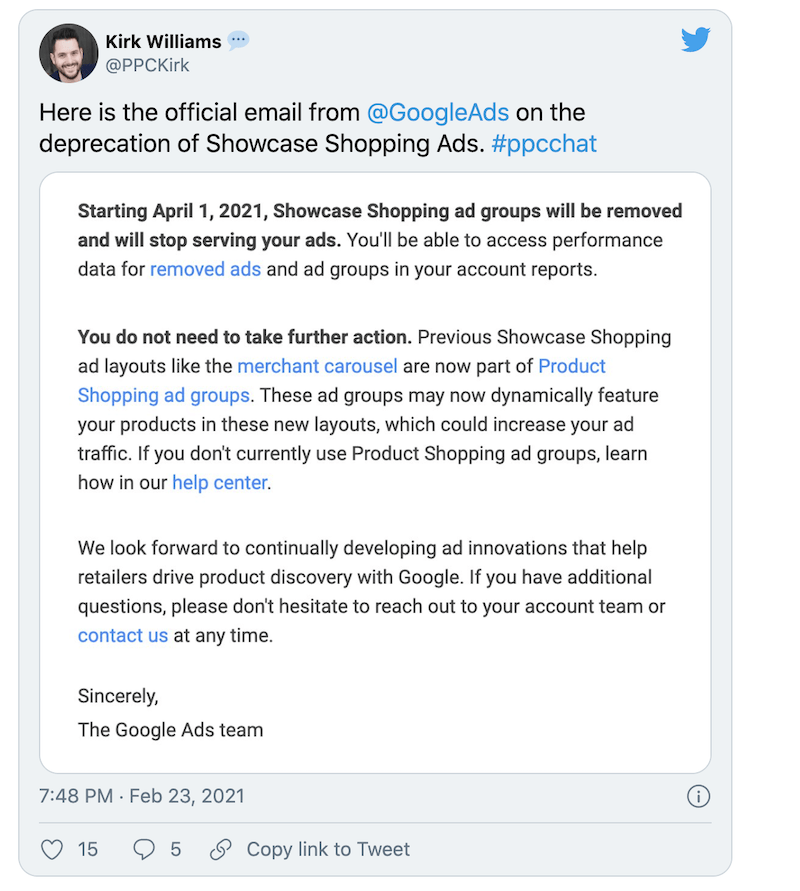 Kirk Williams 💬
@PPCKirk
Here is the official email from @GoogleAds on the
deprecation of Showcase Shopping Ads. #ppcchat
Starting April 1, 2021, Showcase Shopping ad groups will be removed
and will stop serving your ads. You'll be able to access performance
data for removed ads and ad groups in your account reports.
You do not need to take further action. Previous Showcase Shopping
ad layouts like the merchant carousel are now part of Product
Shopping ad groups. These ad groups may now dynamically feature
your products in these new layouts, which could increase your ad
traffic. If you don't currently use Product Shopping ad groups, learn
how in our help center.
We look forward to continually developing ad innovations that help
retailers drive product discovery with Google. If you have additional
questions, please don't hesitate to reach out to your account team or
contact us at any time.
Sincerely,
The Google Ads team
7:48 PM · Feb 23, 2021
15 5 Copy link to Tweet